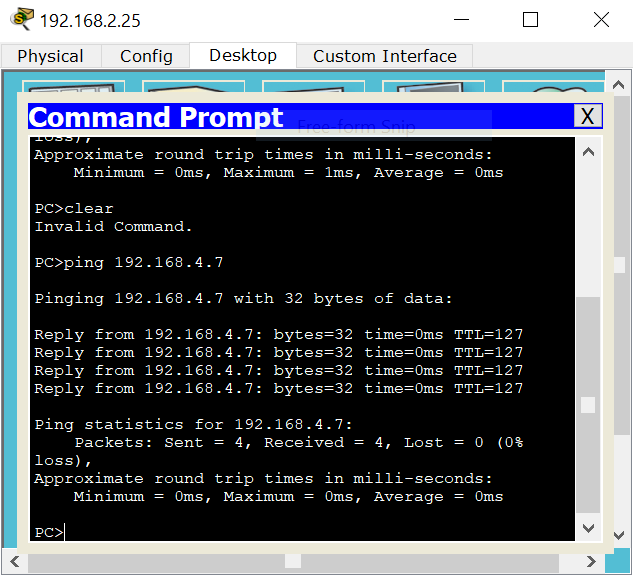 192.168.2.25
Physical Config Desktop Custom Interface
Command Prompt X
Free-form Snip
loss),
Approximate round trip times in milli-seconds:
    Minimum = 0ms, Maximum = 1ms, Average = 0ms
PC>clear
Invalid Command.
PC>ping 192.168.4.7
Pinging 192.168.4.7 with 32 bytes of data:
Reply from 192.168.4.7: bytes=32 time=0ms TTL=127
Reply from 192.168.4.7: bytes=32 time=0ms TTL=127
Reply from 192.168.4.7: bytes=32 time=0ms TTL=127
Reply from 192.168.4.7: bytes=32 time=0ms TTL=127
Ping statistics for 192.168.4.7:
    Packets: Sent = 4, Received = 4, Lost = 0 (0%
loss),
Approximate round trip times in milli-seconds:
    Minimum = 0ms, Maximum = 0ms, Average = 0ms
PC>